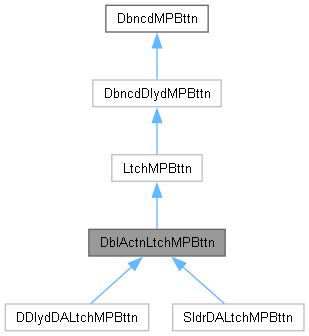 DbncdMPBttn
DbncdDlydMPBttn
LtchMPBttn
DblActnLtchMPBttn
DDlydDALtchMPBttn
SldrDALtchMPBttn